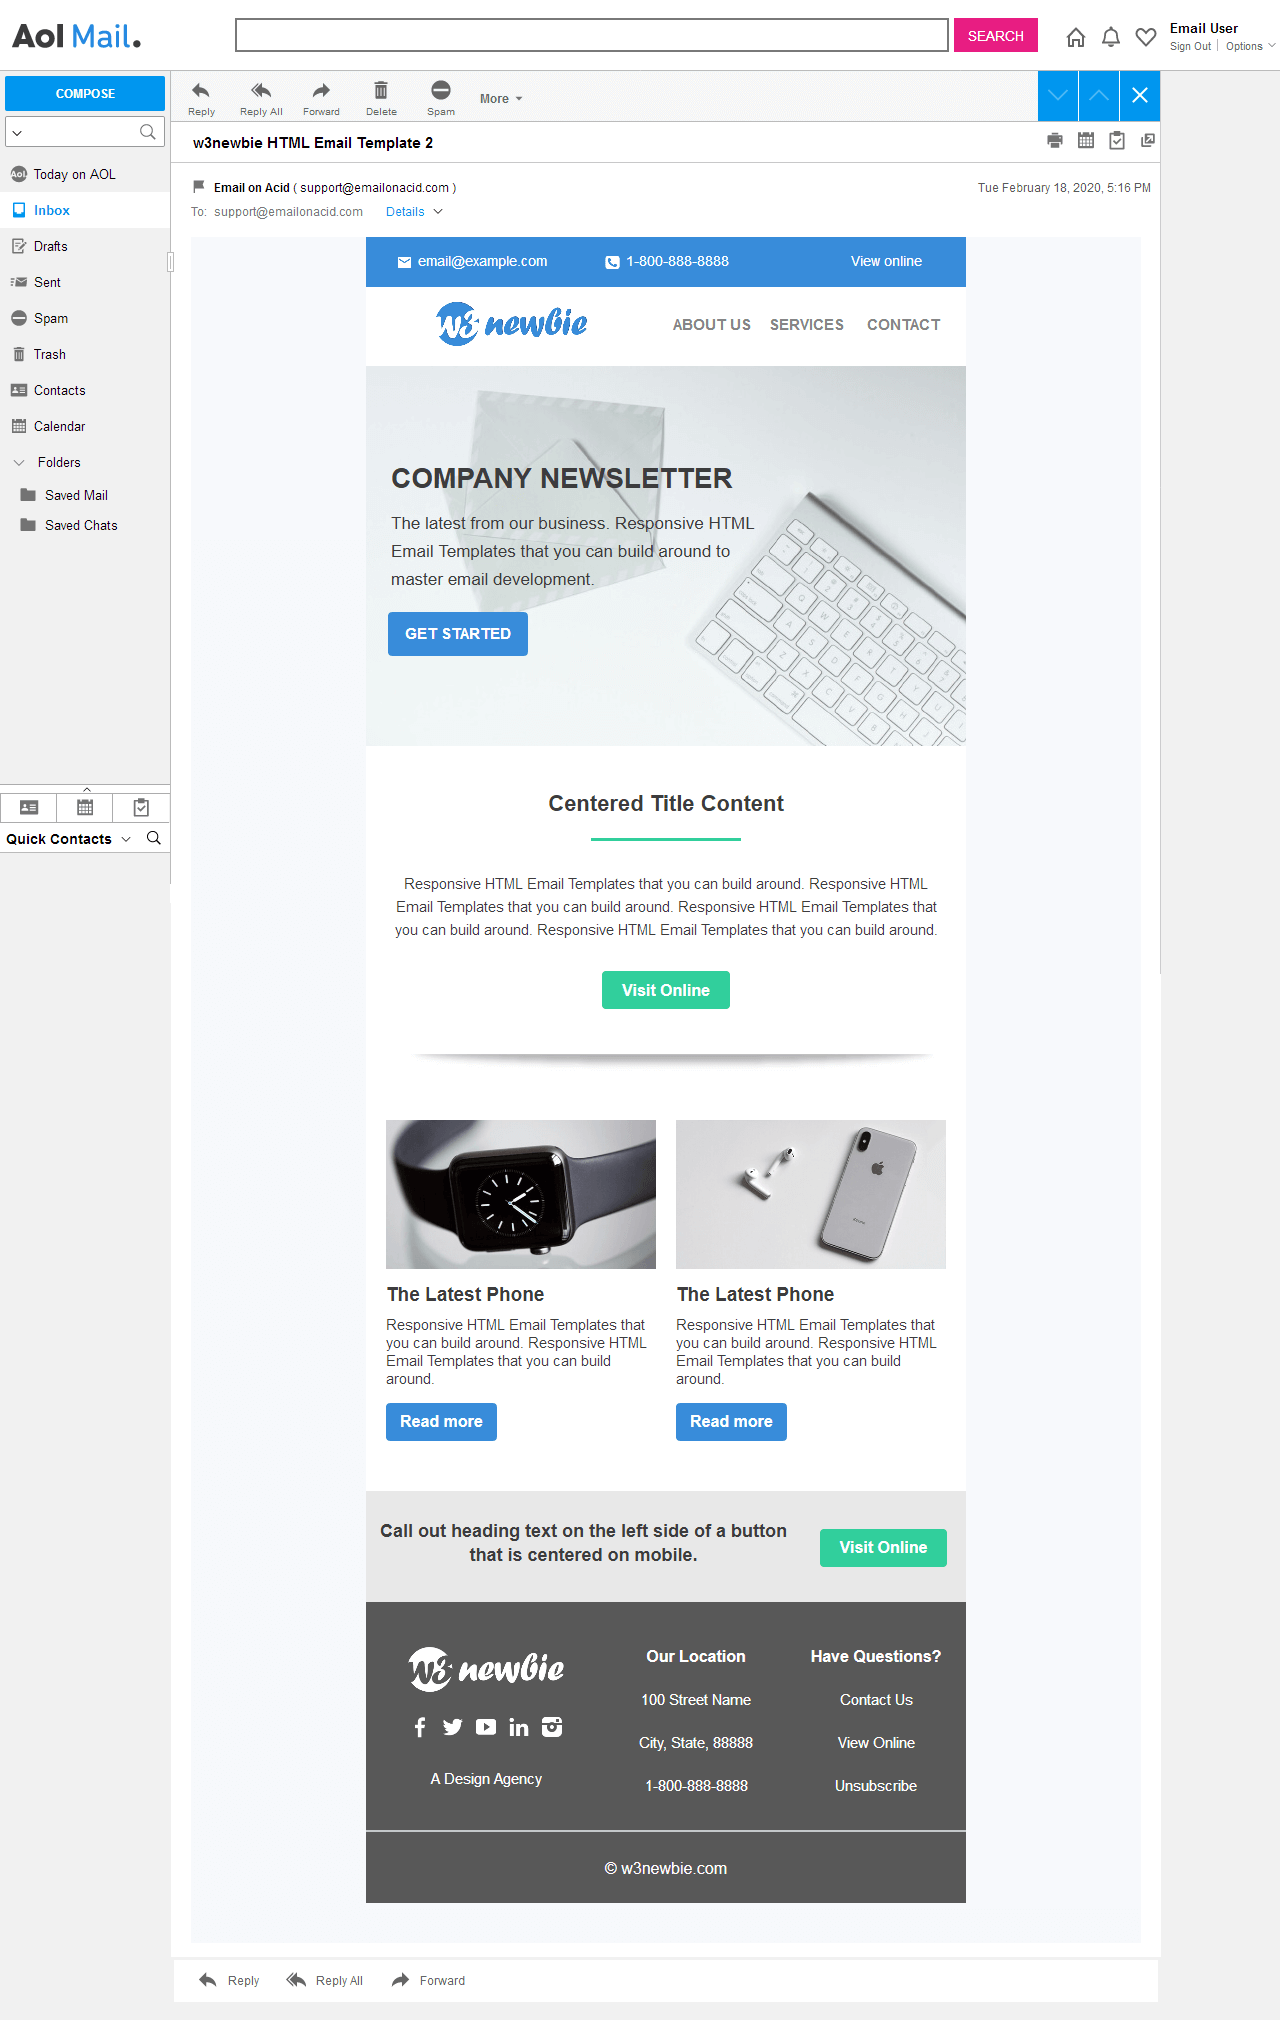 Aol Mail.
SEARCH
Email User
Sign Out | Options
COMPOSE
Reply
Reply All
Forward
Delete
Spam
More
w3newbie HTML Email Template 2
Aol.
Today on AOL
Inbox
Drafts
Sent
Spam
Trash
Contacts
Calendar
Folders
Saved Mail
Saved Chats
Quick Contacts
Email on Acid ( support@emailonacid.com )
Tue February 18, 2020, 5:16 PM
To: support@emailonacid.com Details
email@example.com
1-800-888-8888
View online
w3 newbie
ABOUT US
SERVICES
CONTACT
COMPANY NEWSLETTER
The latest from our business. Responsive HTML
Email Templates that you can build around to
master email development.
GET STARTED
Centered Title Content
Responsive HTML Email Templates that you can build around. Responsive HTML
Email Templates that you can build around. Responsive HTML Email Templates that
you can build around. Responsive HTML Email Templates that you can build around.
Visit Online
The Latest Phone
Responsive HTML Email Templates that
you can build around. Responsive HTML
Email Templates that you can build
around.
Read more
The Latest Phone
Responsive HTML Email Templates that
you can build around. Responsive HTML
Email Templates that you can build
around.
Read more
Call out heading text on the left side of a button
that is centered on mobile.
Visit Online
w3 newbie
A Design Agency
Our Location
100 Street Name
City, State, 88888
1-800-888-8888
Have Questions?
Contact Us
View Online
Unsubscribe
© w3newbie.com
Reply
Reply All
Forward